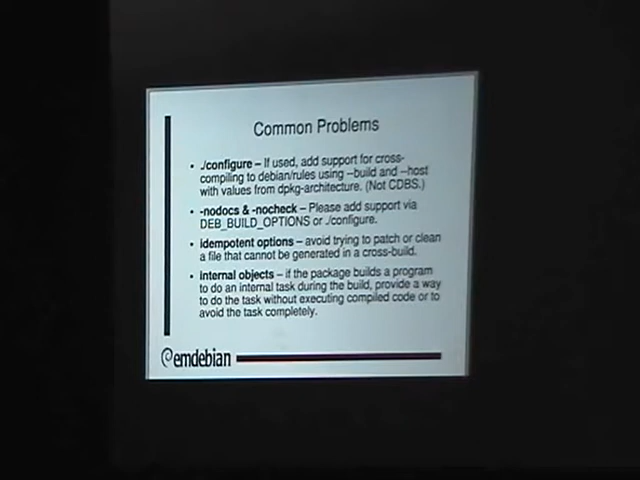 Common Problems
• ./configure – If used, add support for cross-
compiling to debian/rules using –build and –host
with values from dpkg-architecture. (Not CDBS.)
• -nodocs & -nocheck – Please add support via
DEB_BUILD_OPTIONS or ./configure.
• idempotent options – avoid trying to patch or clean
a file that cannot be generated in a cross-build.
• internal objects – if the package builds a program
to do an internal task during the build, provide a way
to do the task without executing compiled code or to
avoid the task completely.
emdebian